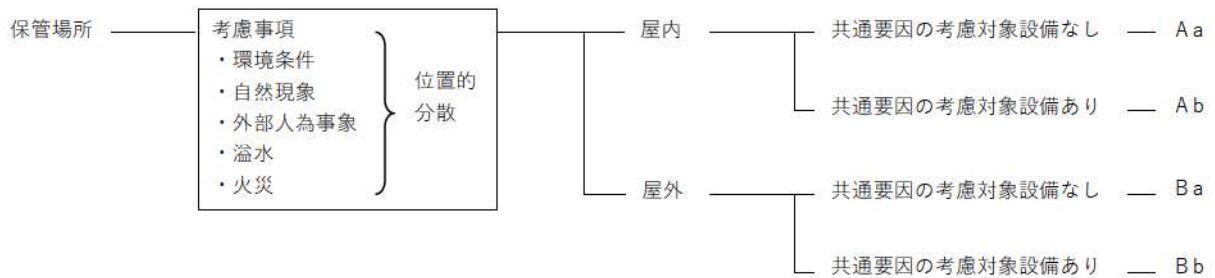 保管場所
考慮事項
・環境条件
・自然現象
・外部人為事象
・溢水
・火災
位置的
分散
屋内
共通要因の考慮対象設備なし
Aa
共通要因の考慮対象設備あり
Ab
屋外
共通要因の考慮対象設備なし
Ba
共通要因の考慮対象設備あり
Bb